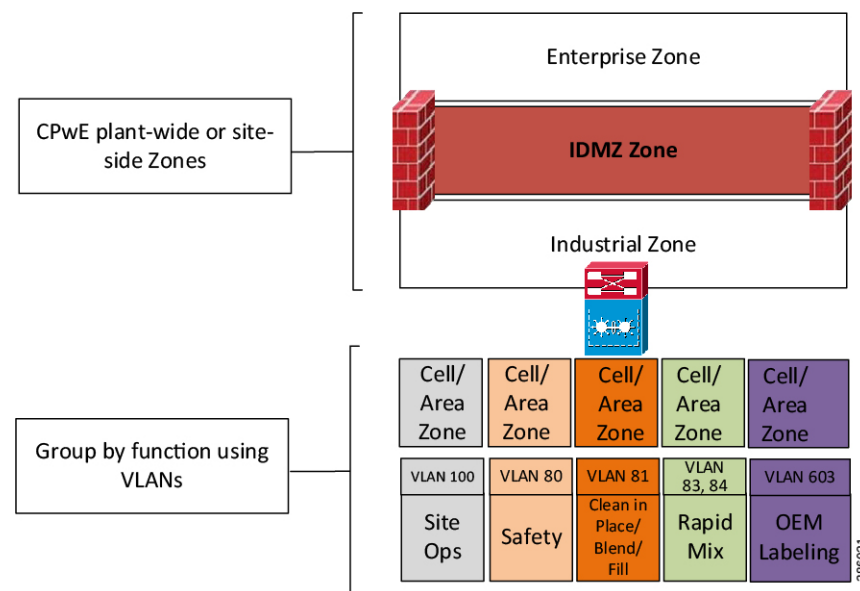 Enterprise Zone
CPwE plant-wide or site-
side Zones
IDMZ Zone
Industrial Zone
Cell/
Area
Zone
Cell/
Area
Zone
Cell/
Area
Zone
Cell/
Area
Zone
Cell/
Area
Zone
Group by function using
VLANs
VLAN 100
VLAN 80
VLAN 81
VLAN
83, 84
VLAN 603
Site
Ops
Safety
Clean in
Place/
Blend/
Fill
Rapid
Mix
OEM
Labeling